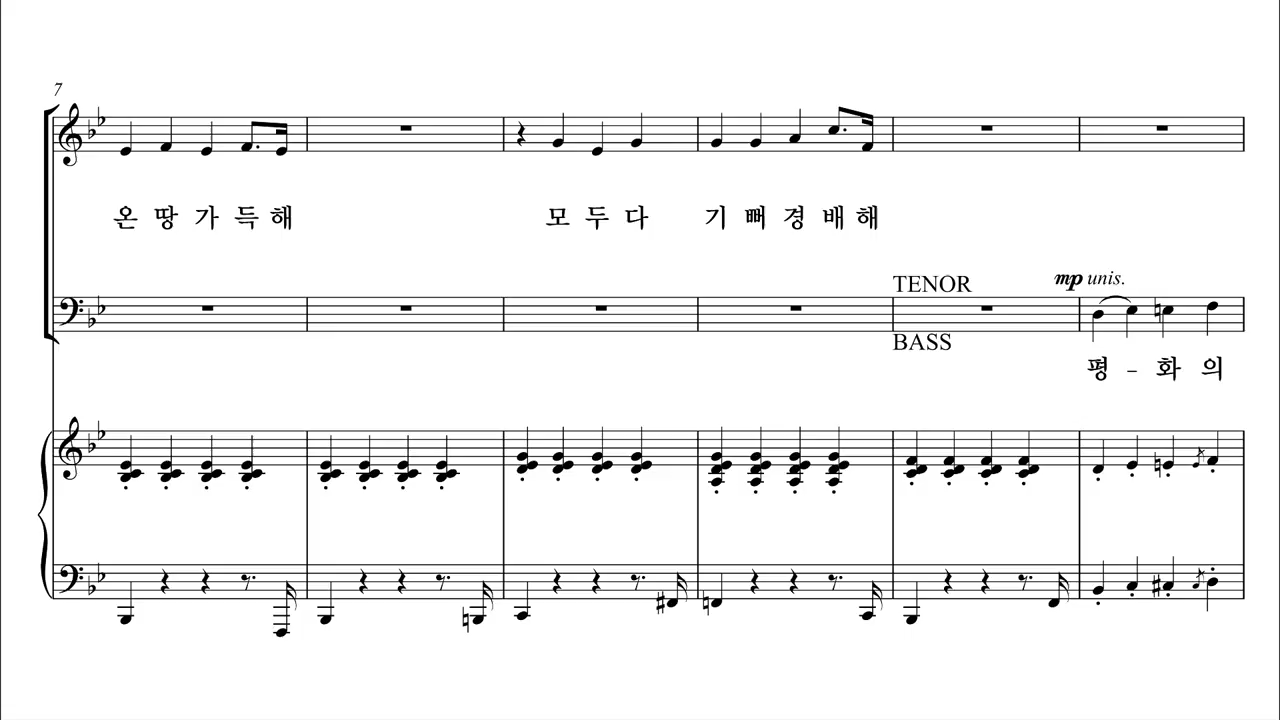 7
온 땅 가 득 해 모 두 다 기 뻐 경 배 해
TENOR
mp unis.
BASS
평 - 화 의